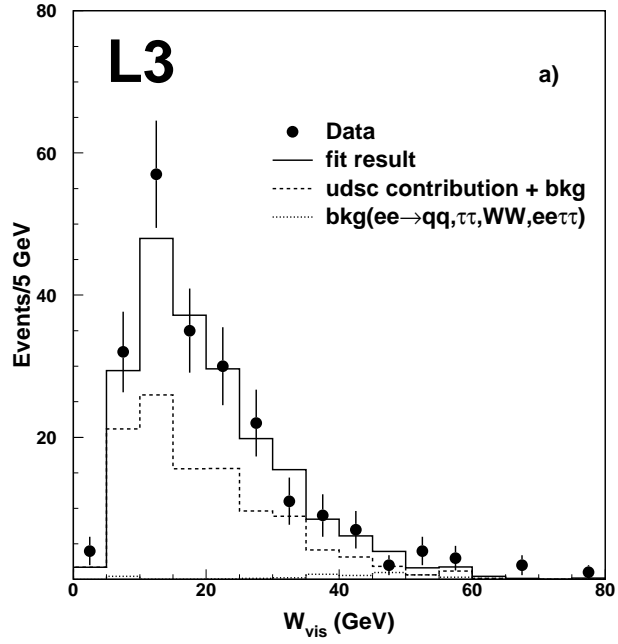 L3
a)
Data
fit result
udsc contribution + bkg
bkg(ee→qq,ττ,WW,eeττ)
Events/5 GeV
80
60
40
20
0 20 40 60 80
W_vis (GeV)